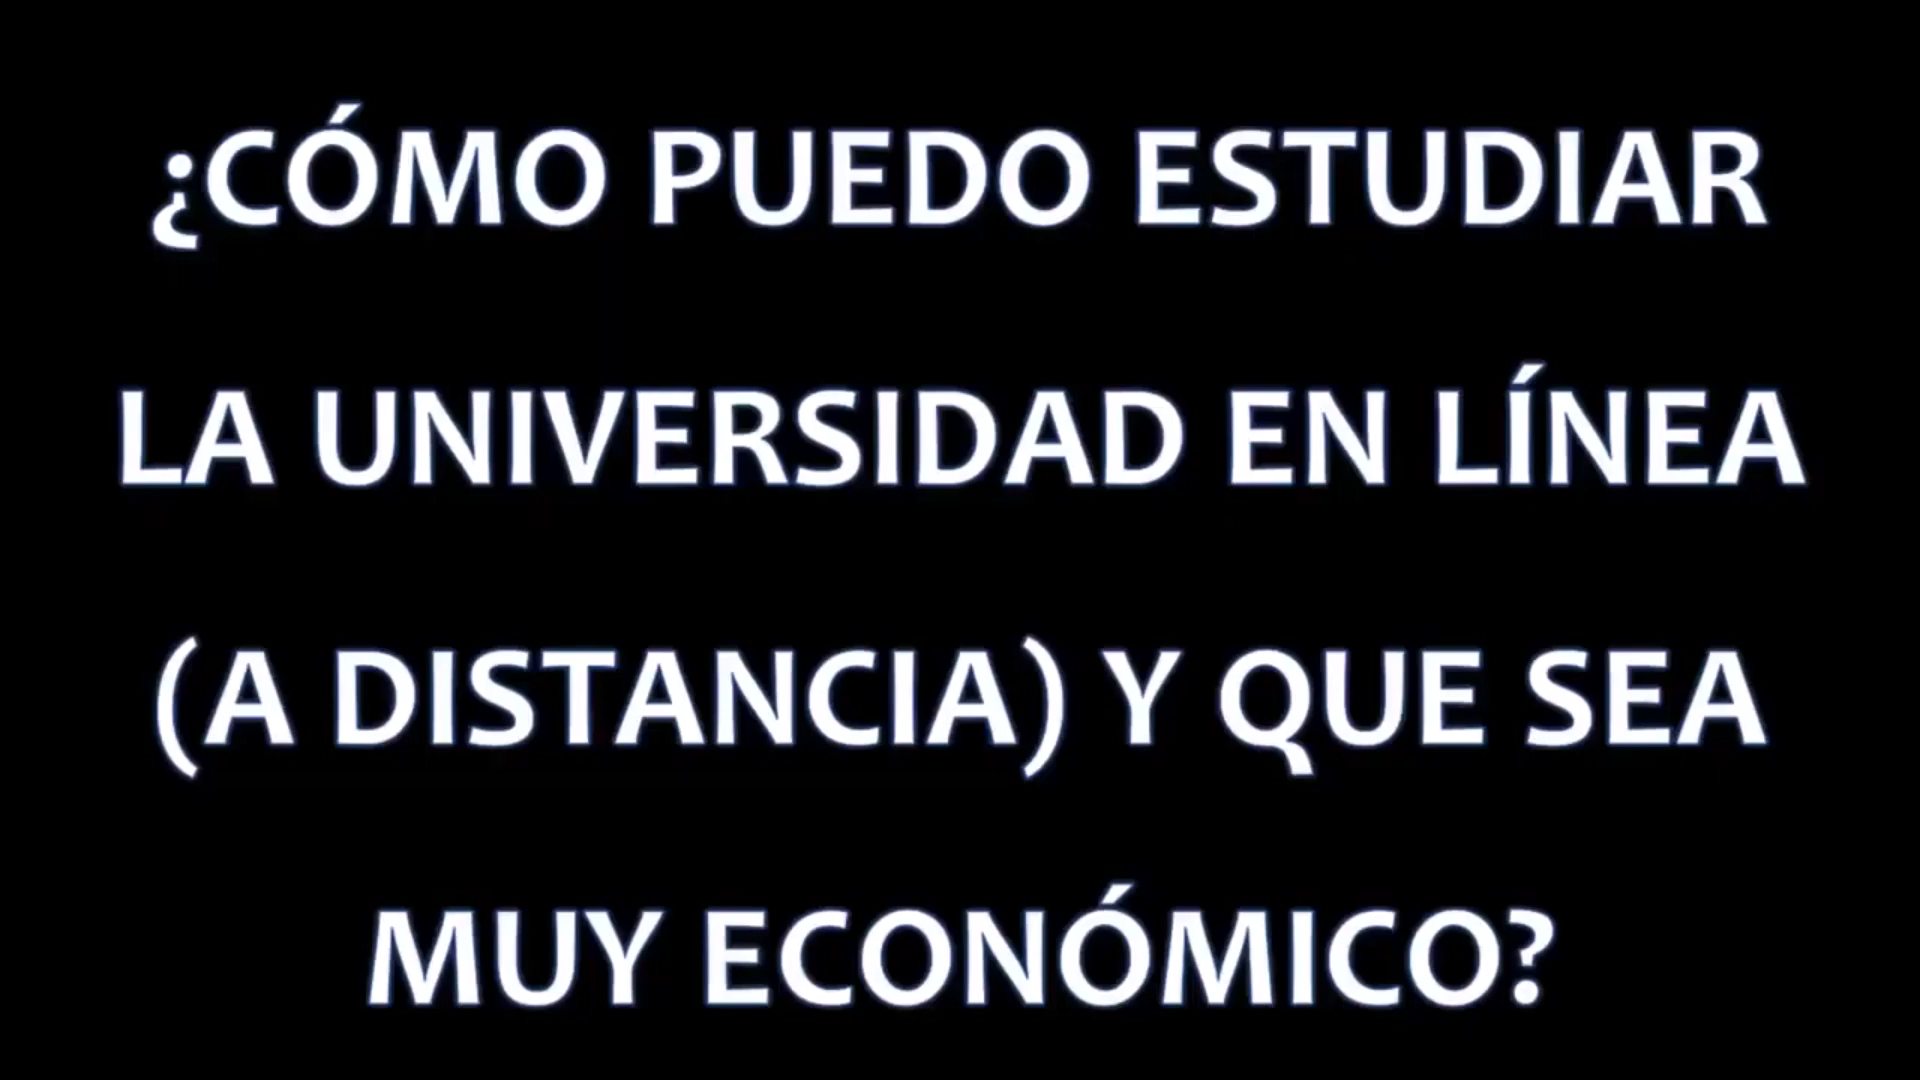 ¿CÓMO PUEDO ESTUDIAR
LA UNIVERSIDAD EN LÍNEA
(A DISTANCIA) Y QUE SEA
MUY ECONÓMICO?